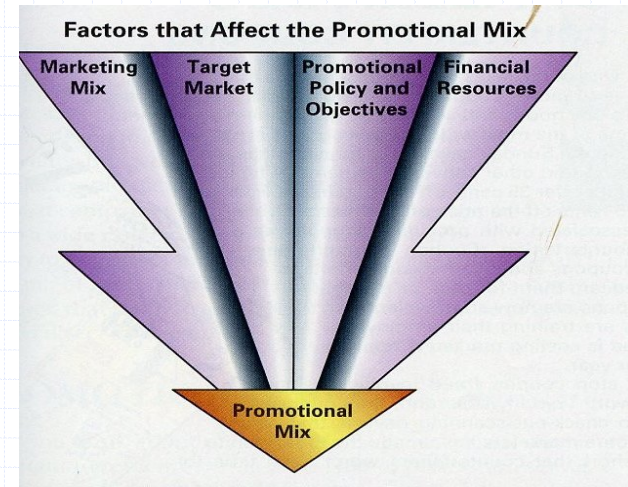 Factors that Affect the Promotional Mix
Marketing
Mix
Target
Market
Promotional
Policy and
Objectives
Financial
Resources
Promotional
Mix